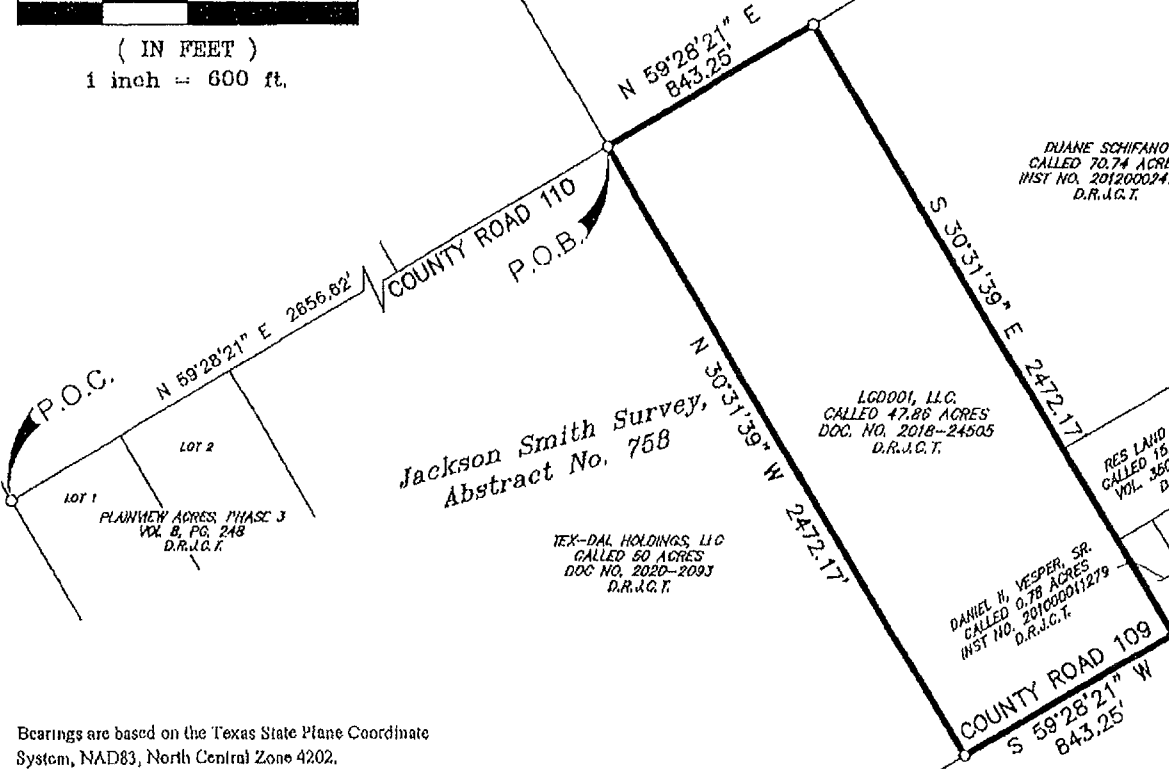 ( IN FEET )
1 inch = 600 ft.
N 59°28'21" E
843.25'
DUANE SCHIFANO
CALLED 70.74 ACRE
INST NO. 201200024
D.R.J.C.T.
COUNTY ROAD 110
P.O.B.
S 30°31'39" E 2472.17'
N 59°28'21" E 2656.62'
P.O.C.
LOT 2
LOT 1
PLAINVIEW ACRES, PHASE 3
VOL 8, PG. 248
D.R.J.C.T.
Jackson Smith Survey,
Abstract No. 758
N 30°31'39" W 2472.17'
LGD001, LLC.
CALLED 47.86 ACRES
DOC. NO. 2018-24505
D.R.J.C.T.
RES LAND
CALLED
VOL.
TEX-DAL HOLDINGS, LLC
CALLED 50 ACRES
DOC NO. 2020-2093
D.R.J.C.T.
DANIEL H. VESPER, SR.
CALLED 0.78 ACRES
INST NO. 201000011279
D.R.J.C.T.
COUNTY ROAD 109
S 59°28'21" W
843.25'
Bearings are based on the Texas State Plane Coordinate
System, NAD83, North Central Zone 4202.